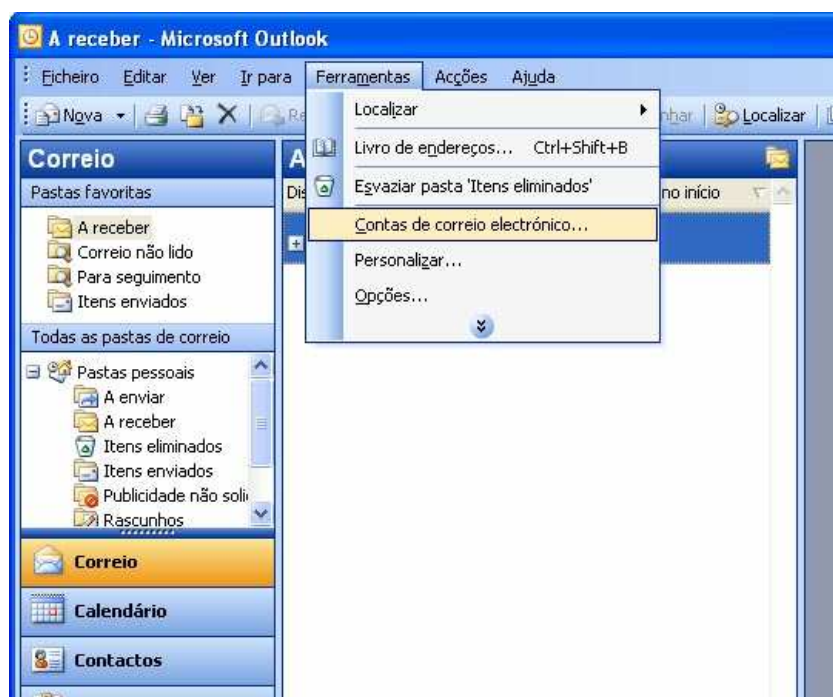 A receber - Microsoft Outlook
Ficheiro Editar Ver Ir para Ferramentas Acções Ajuda
Nova Localizar
Localizar
Livro de endereços... Ctrl+Shift+B
Esvaziar pasta 'Itens eliminados'
Contas de correio electrónico...
Personalizar...
Opções...
Correio
Pastas favoritas
no início
A receber
Correio não lido
Para seguimento
Itens enviados
Todas as pastas de correio
Pastas pessoais
A enviar
A receber
Itens eliminados
Itens enviados
Publicidade não soli
Rascunhos
Correio
Calendário
Contactos